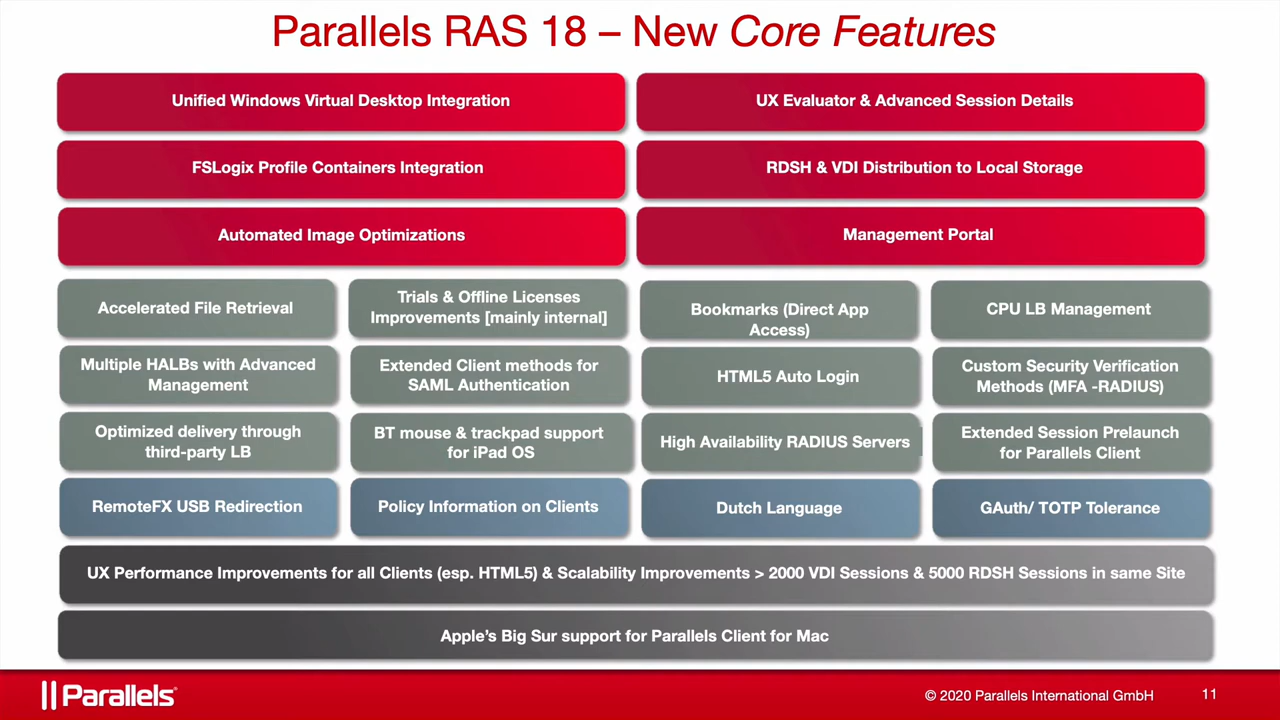 Parallels RAS 18 – New Core Features
Unified Windows Virtual Desktop Integration
UX Evaluator & Advanced Session Details
FSLogix Profile Containers Integration
RDSH & VDI Distribution to Local Storage
Automated Image Optimizations
Management Portal
Accelerated File Retrieval
Trials & Offline Licenses
Improvements [mainly internal]
Bookmarks (Direct App
Access)
CPU LB Management
Multiple HALBs with Advanced
Management
Extended Client methods for
SAML Authentication
HTML5 Auto Login
Custom Security Verification
Methods (MFA -RADIUS)
Optimized delivery through
third-party LB
BT mouse & trackpad support
for iPad OS
High Availability RADIUS Servers
Extended Session Prelaunch
for Parallels Client
RemoteFX USB Redirection
Policy Information on Clients
Dutch Language
GAuth/ TOTP Tolerance
UX Performance Improvements for all Clients (esp. HTML5) & Scalability Improvements > 2000 VDI Sessions & 5000 RDSH Sessions in same Site
Apple's Big Sur support for Parallels Client for Mac
Parallels®
© 2020 Parallels International GmbH
11